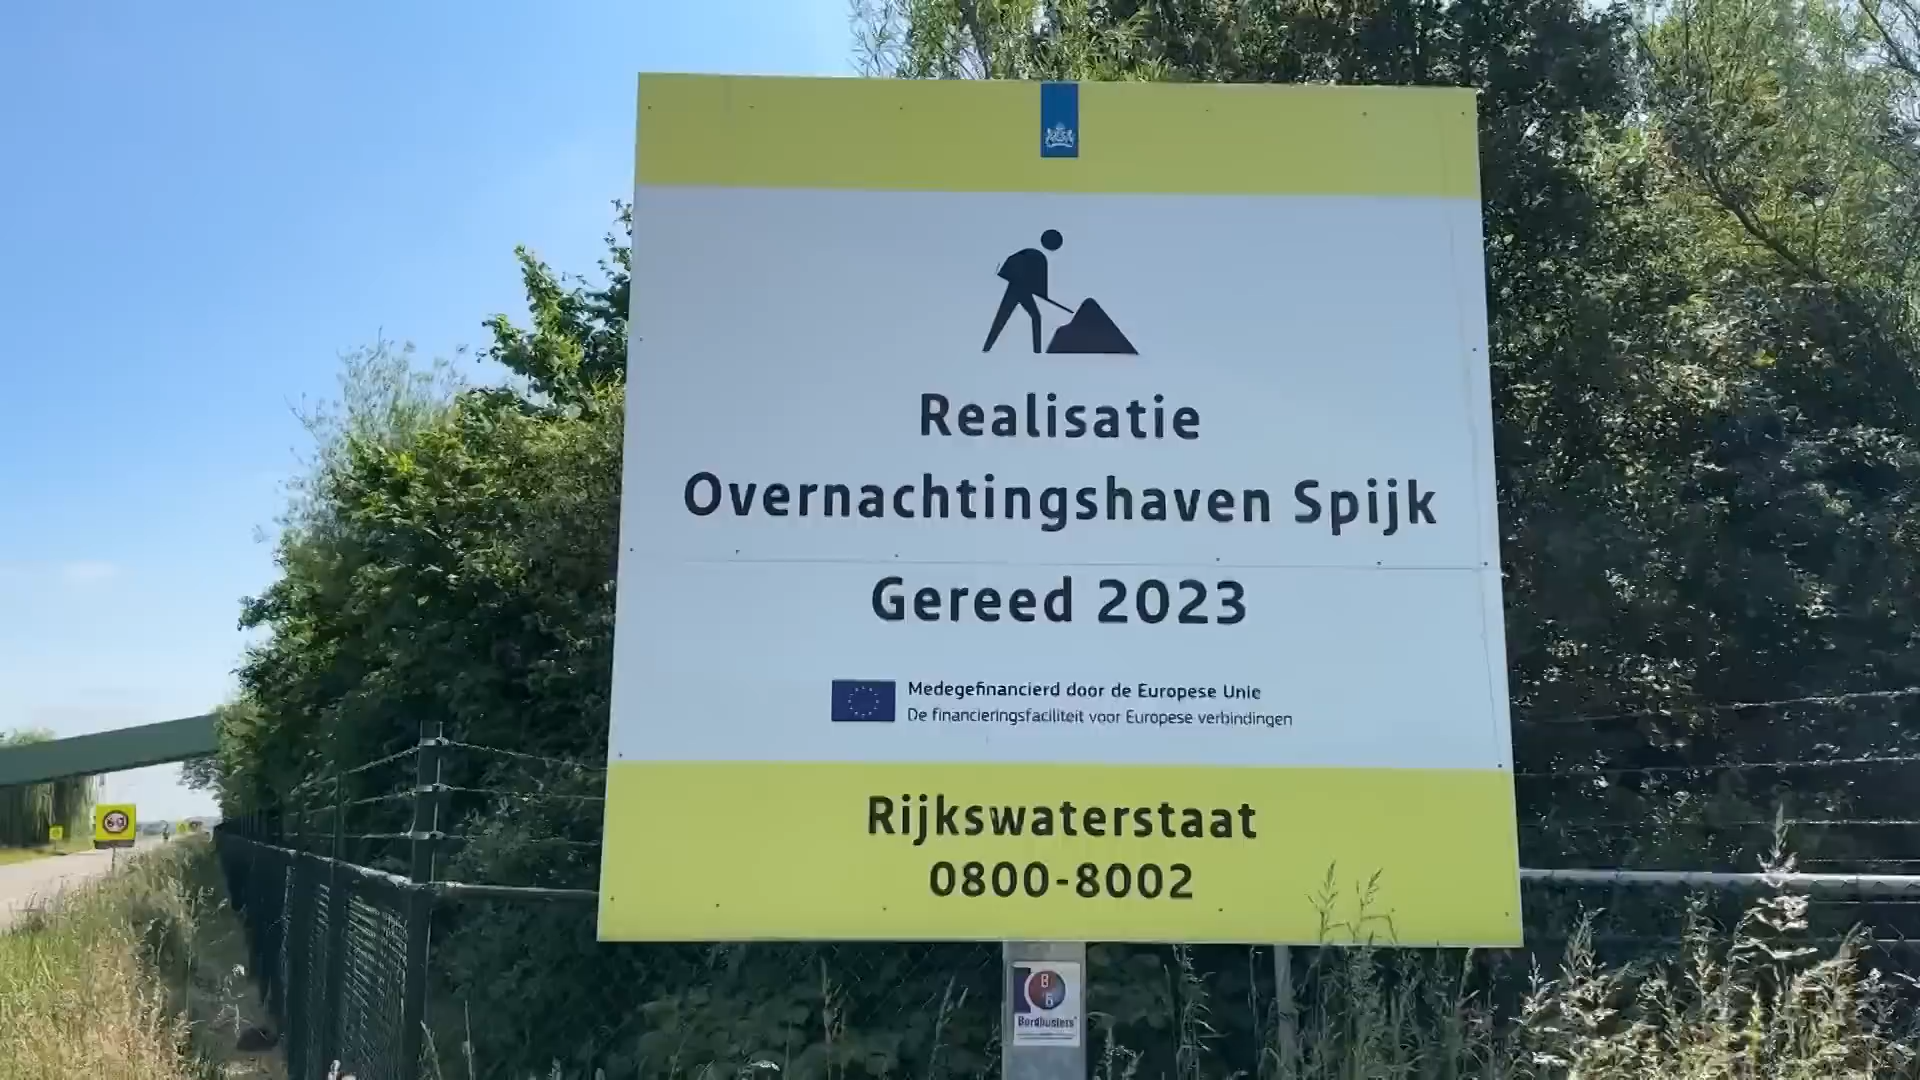 Realisatie
Overnachtingshaven Spijk
Gereed 2023
Medegefinancierd door de Europese Unie
De financieringsfaciliteit voor Europese verbindingen
Rijkswaterstaat
0800-8002
Bordbusters
60